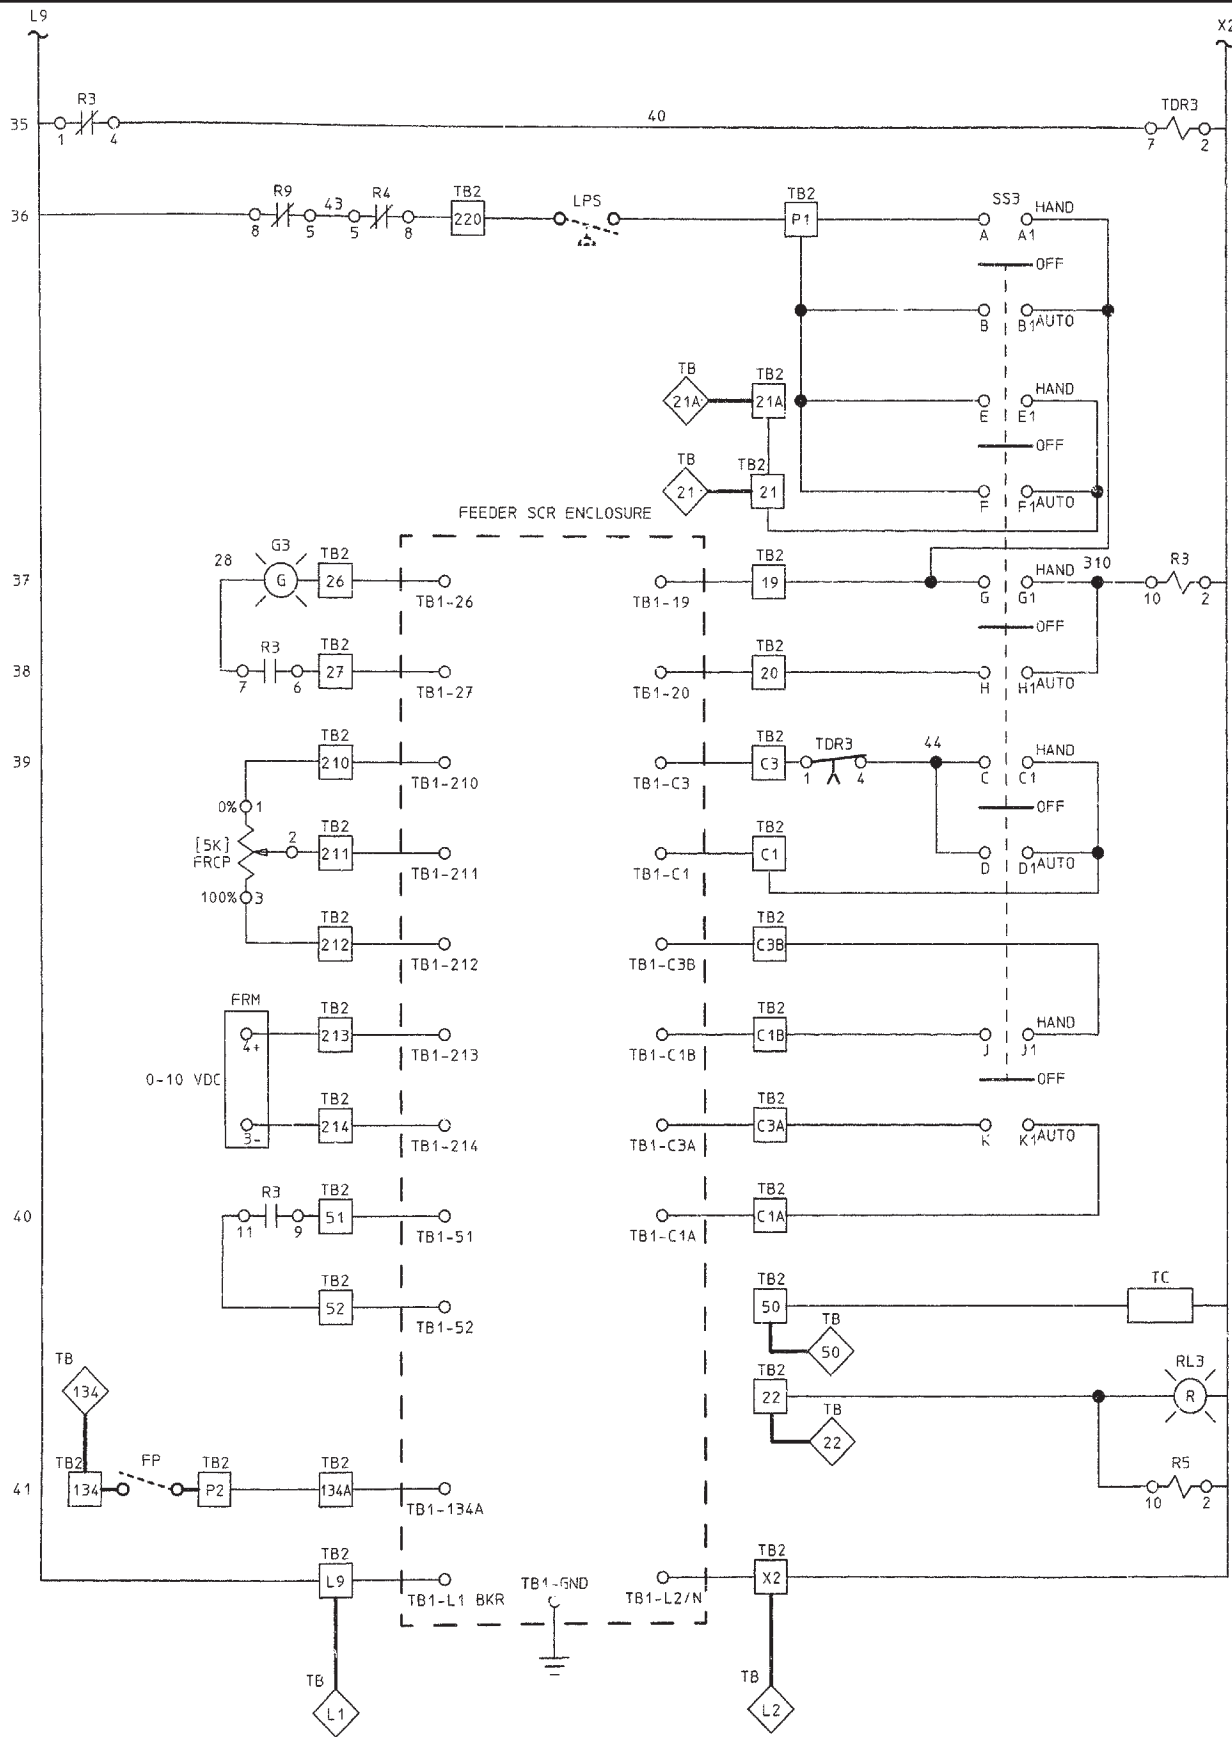 L9
X2
R3
40
TDR3
35
1
4
7
2
R9
43
R4
TB2
LPS
TB2
SS3
HAND
36
220
P1
8
5
5
8
A
A1
OFF
B
B1
AUTO
TB
TB2
HAND
21A
21A
E
E1
OFF
TB
TB2
21
21
F
F1
AUTO
FEEDER SCR ENCLOSURE
28
G3
TB2
TB2
HAND
310
R3
37
G
26
19
TB1-26
TB1-19
G
G1
10
2
OFF
R3
TB2
TB2
38
27
20
7
6
TB1-27
TB1-20
H
H1
AUTO
TB2
TB2
TDR3
44
HAND
39
210
C3
TB1-210
TB1-C3
1
4
C
C1
0%
1
OFF
[5K]
FRCP
2
TB2
TB2
211
C1
TB1-211
TB1-C1
D
D1
AUTO
100%
3
TB2
TB2
212
C3B
TB1-212
TB1-C3B
FRM
TB2
TB2
HAND
4+
213
C1B
TB1-213
TB1-C1B
J
J1
0-10 VDC
OFF
TB2
TB2
3-
214
C3A
TB1-214
TB1-C3A
K
K1
AUTO
R3
TB2
TB2
40
51
C1A
11
9
TB1-51
TB1-C1A
TB2
TB2
TC
52
50
TB1-52
TB
50
TB
134
TB2
RL3
22
R
TB
22
TB2
FP
TB2
TB2
R5
41
134
P2
134A
TB1-134A
10
2
TB2
TB2
L9
X2
TB1-L1 BKR
TB1-GND
TB1-L2/N
TB
TB
L1
L2